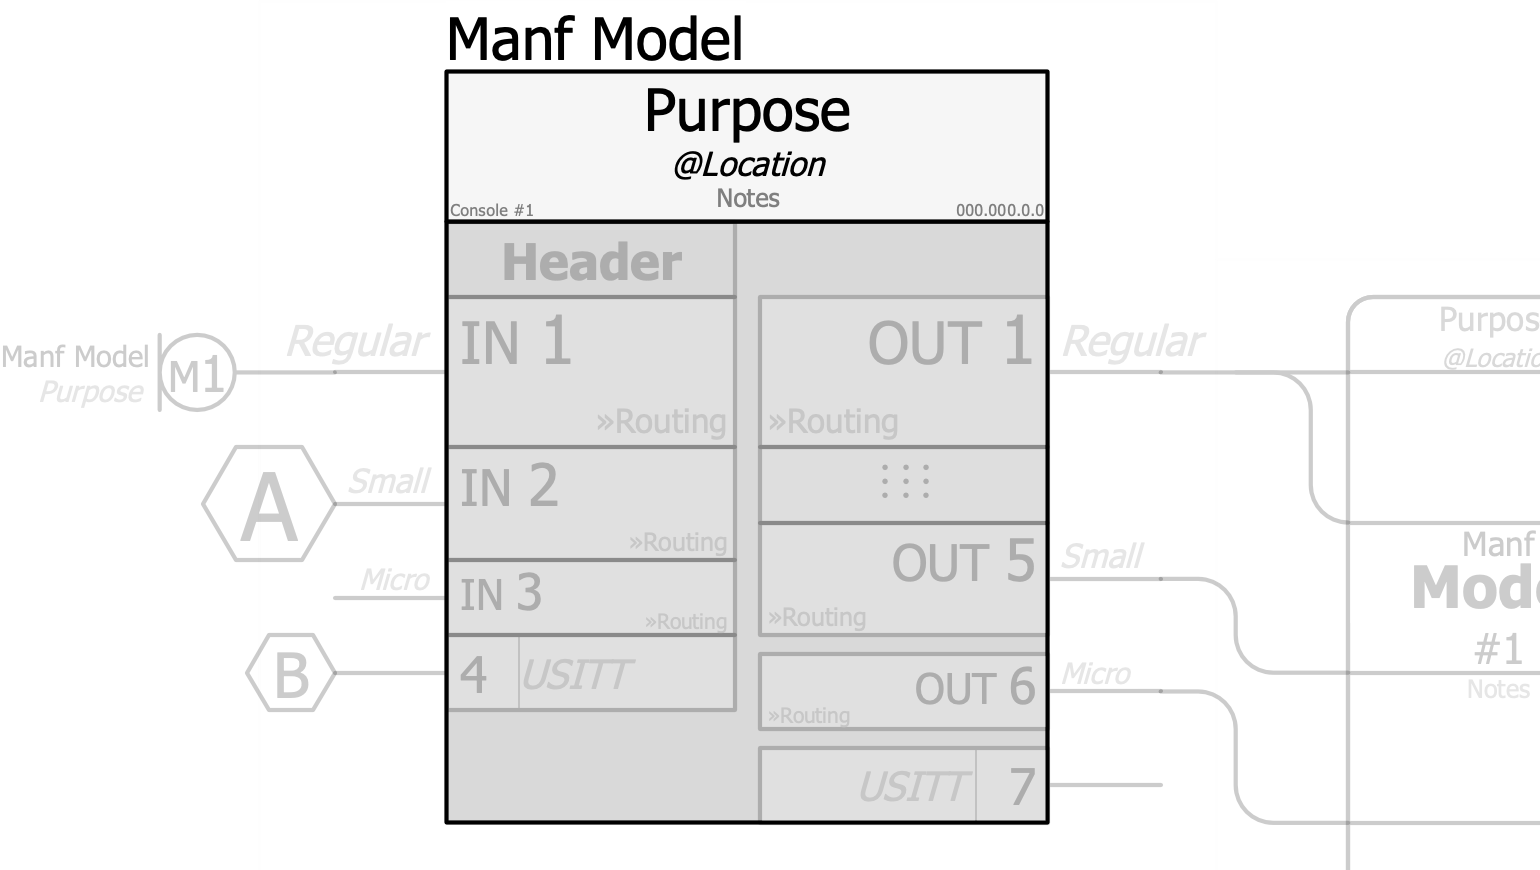 Manf Model
Purpose
@Location
Notes
Console #1
000.000.0.0
Header
Manf Model
Purpose
M1
Regular
IN 1
»Routing
A
Small
IN 2
»Routing
Micro
IN 3
»Routing
B
4
USITT
OUT 1
»Routing
Regular
OUT 5
»Routing
Small
OUT 6
»Routing
Micro
USITT
7
Purpos
@Locatio
Manf
Mod
#1
Notes